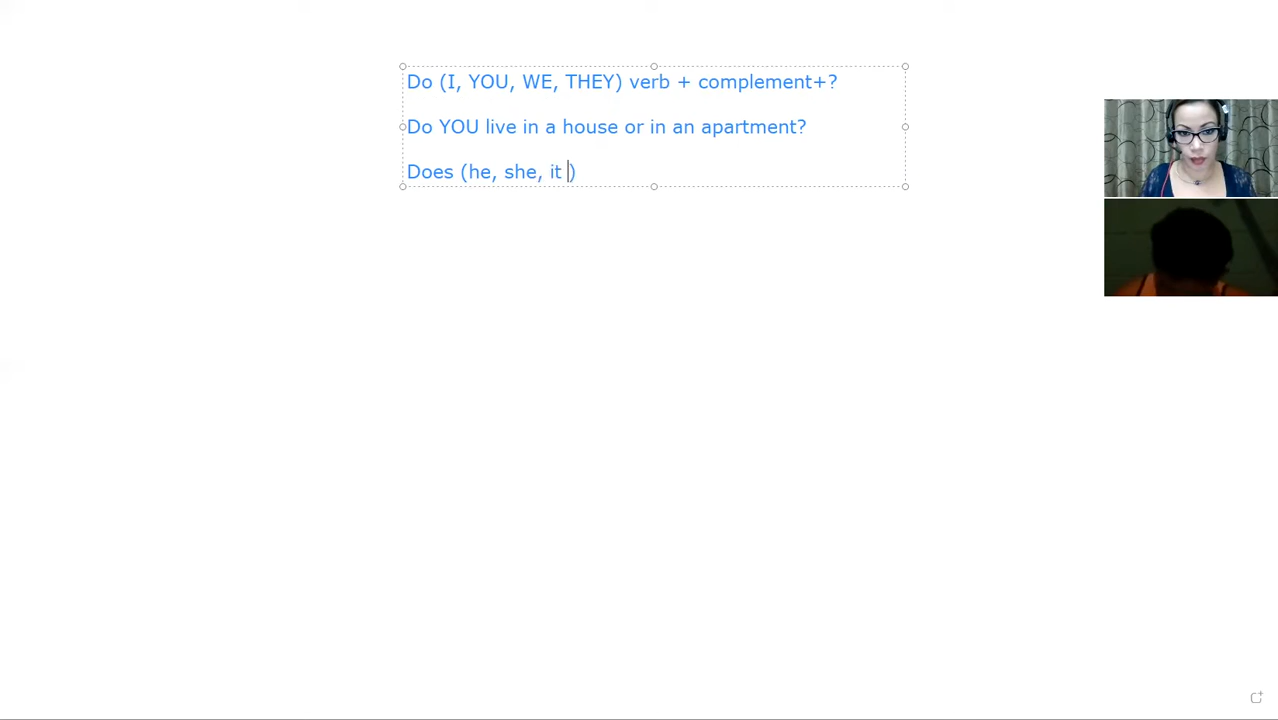 Do (I, YOU, WE, THEY) verb + complement+?
Do YOU live in a house or in an apartment?
Does (he, she, it )